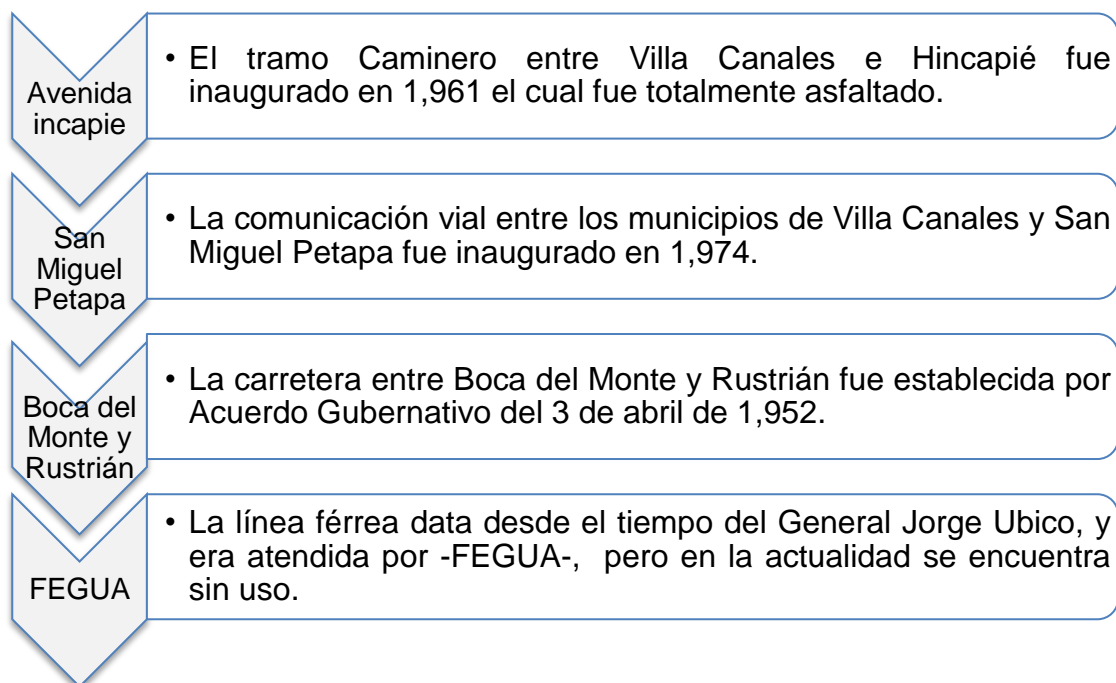 Avenida
incapie
• El tramo Caminero entre Villa Canales e Hincapié fue
inaugurado en 1,961 el cual fue totalmente asfaltado.
San
Miguel
Petapa
• La comunicación vial entre los municipios de Villa Canales y San
Miguel Petapa fue inaugurado en 1,974.
Boca del
Monte y
Rustrián
• La carretera entre Boca del Monte y Rustrián fue establecida por
Acuerdo Gubernativo del 3 de abril de 1,952.
FEGUA
• La línea férrea data desde el tiempo del General Jorge Ubico, y
era atendida por -FEGUA-, pero en la actualidad se encuentra
sin uso.